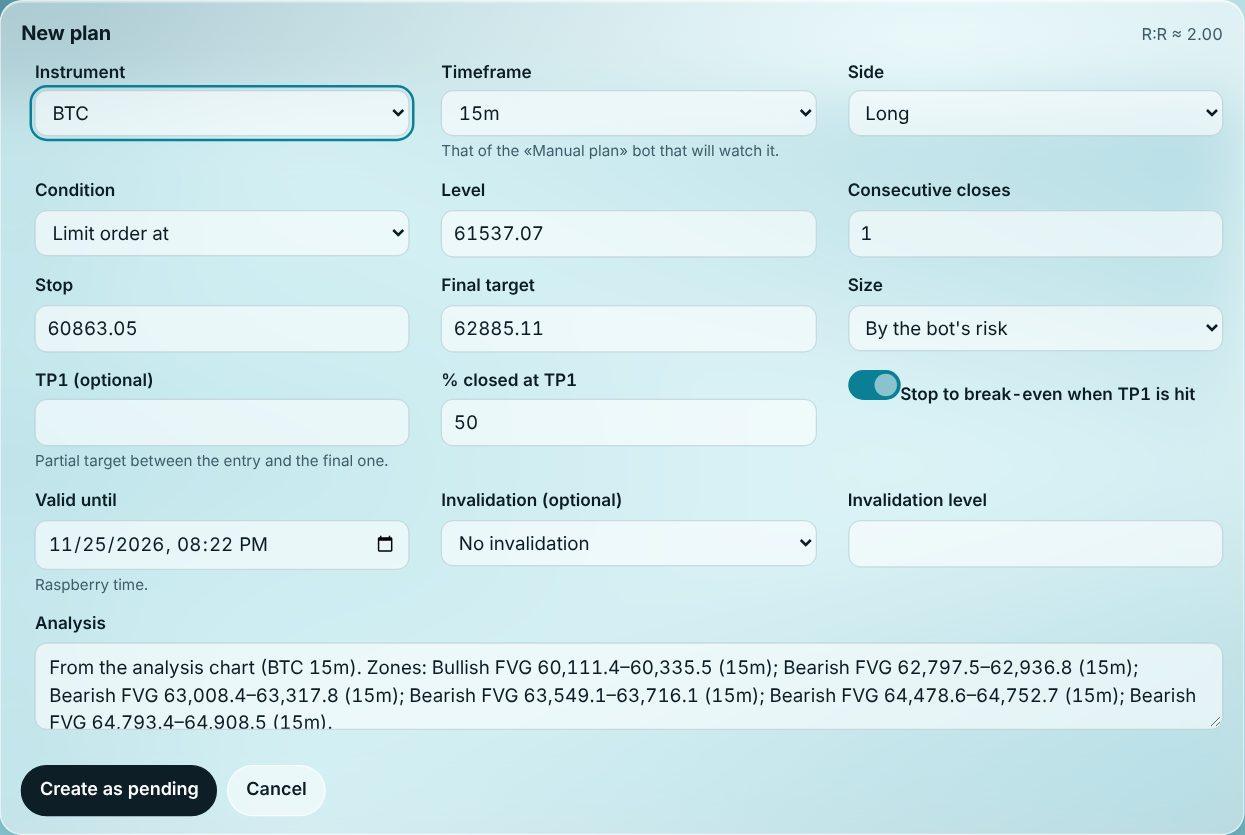 New plan
R:R ≈ 2.00
Instrument
Timeframe
Side
BTC
15m
Long
That of the «Manual plan» bot that will watch it.
Condition
Level
Consecutive closes
Limit order at
61537.07
1
Stop
Final target
Size
60863.05
62885.11
By the bot's risk
TP1 (optional)
% closed at TP1
Stop to break-even when TP1 is hit
50
Partial target between the entry and the final one.
Valid until
Invalidation (optional)
Invalidation level
11/25/2026, 08:22 PM
No invalidation
Raspberry time.
Analysis
From the analysis chart (BTC 15m). Zones: Bullish FVG 60,111.4–60,335.5 (15m); Bearish FVG 62,797.5–62,936.8 (15m);
Bearish FVG 63,008.4–63,317.8 (15m); Bearish FVG 63,549.1–63,716.1 (15m); Bearish FVG 64,478.6–64,752.7 (15m); Bearish
FVG 64,793.4–64,908.5 (15m).
Create as pending
Cancel